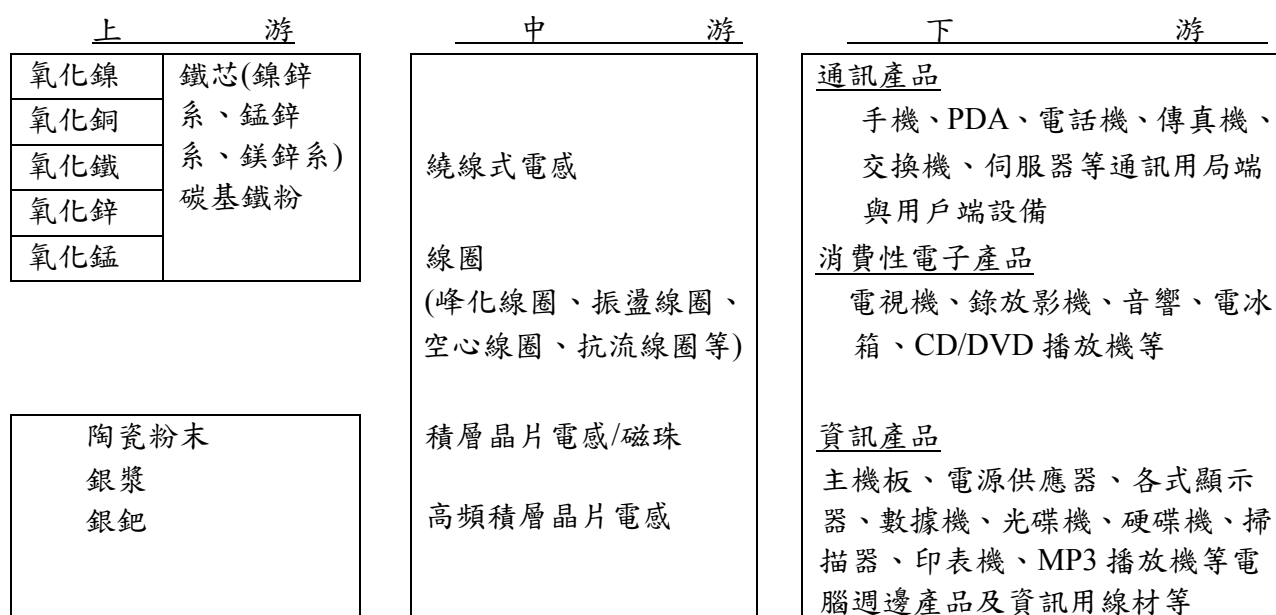 上 游
氧化鎳
氧化銅
氧化鐵
氧化鋅
氧化錳
鐵芯(鎳鋅
系、錳鋅
系、鎂鋅系)
碳基鐵粉
陶瓷粉末
銀漿
銀鈀
中 游
繞線式電感
線圈
(峰化線圈、振盪線圈、
空心線圈、抗流線圈等)
積層晶片電感/磁珠
高頻積層晶片電感
下 游
通訊產品
手機、PDA、電話機、傳真機、
交換機、伺服器等通訊用局端
與用戶端設備
消費性電子產品
電視機、錄放影機、音響、電冰
箱、CD/DVD 播放機等
資訊產品
主機板、電源供應器、各式顯示
器、數據機、光碟機、硬碟機、掃
描器、印表機、MP3 播放機等電
腦週邊產品及資訊用線材等